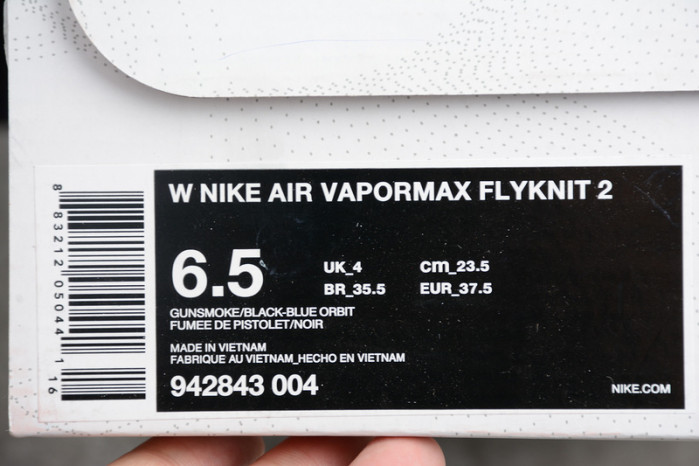 W NIKE AIR VAPORMAX FLYKNIT 2
6.5
UK_4 cm_23.5
BR_35.5 EUR_37.5
GUNSMOKE/BLACK-BLUE ORBIT
FUMEE DE PISTOLET/NOIR
MADE IN VIETNAM
FABRIQUE AU VIETNAM_HECHO EN VIETNAM
942843 004
NIKE.COM
8 83212 05044 1 16